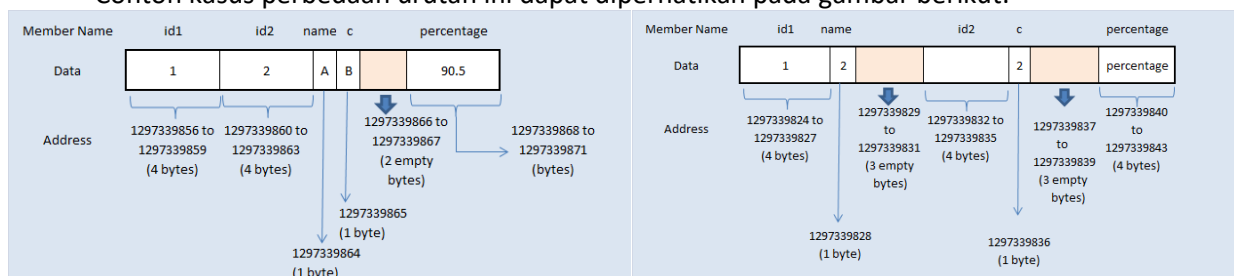 Contoh kasus perbedaan urutan ini dapat diperhatikan pada gambar berikut:
Member Name id1 id2 name c percentage
Data 1 2 A B 90.5
Address
1297339856 to
1297339859
(4 bytes)
1297339860 to
1297339863
(4 bytes)
1297339866 to
1297339867
(2 empty
bytes)
1297339868 to
1297339871
(bytes)
1297339865
(1 byte)
1297339864
(1 byte)
Member Name id1 name id2 c percentage
Data 1 2 2 percentage
Address
1297339824 to
1297339827
(4 bytes)
1297339829
to
1297339831
(3 empty
bytes)
1297339832 to
1297339835
(4 bytes)
1297339837
to
1297339839
(3 empty
bytes)
1297339840
to
1297339843
(4 bytes)
1297339828
(1 byte)
1297339836
(1 byte)